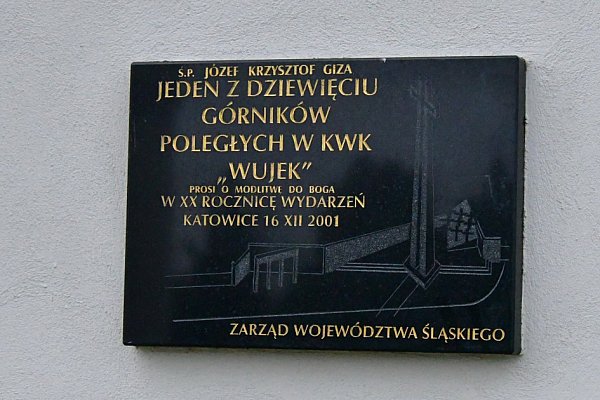 Ś.P. JÓZEF KRZYSZTOF GIZA
JEDEN Z DZIEWIĘCIU
GÓRNIKÓW
POLEGŁYCH W KWK
„WUJEK”
PROSI O MODLITWE DO BOGA
W XX ROCZNICĘ WYDARZEŃ
KATOWICE 16 XII 2001
ZARZĄD WOJEWÓDZTWA ŚLĄSKIEGO